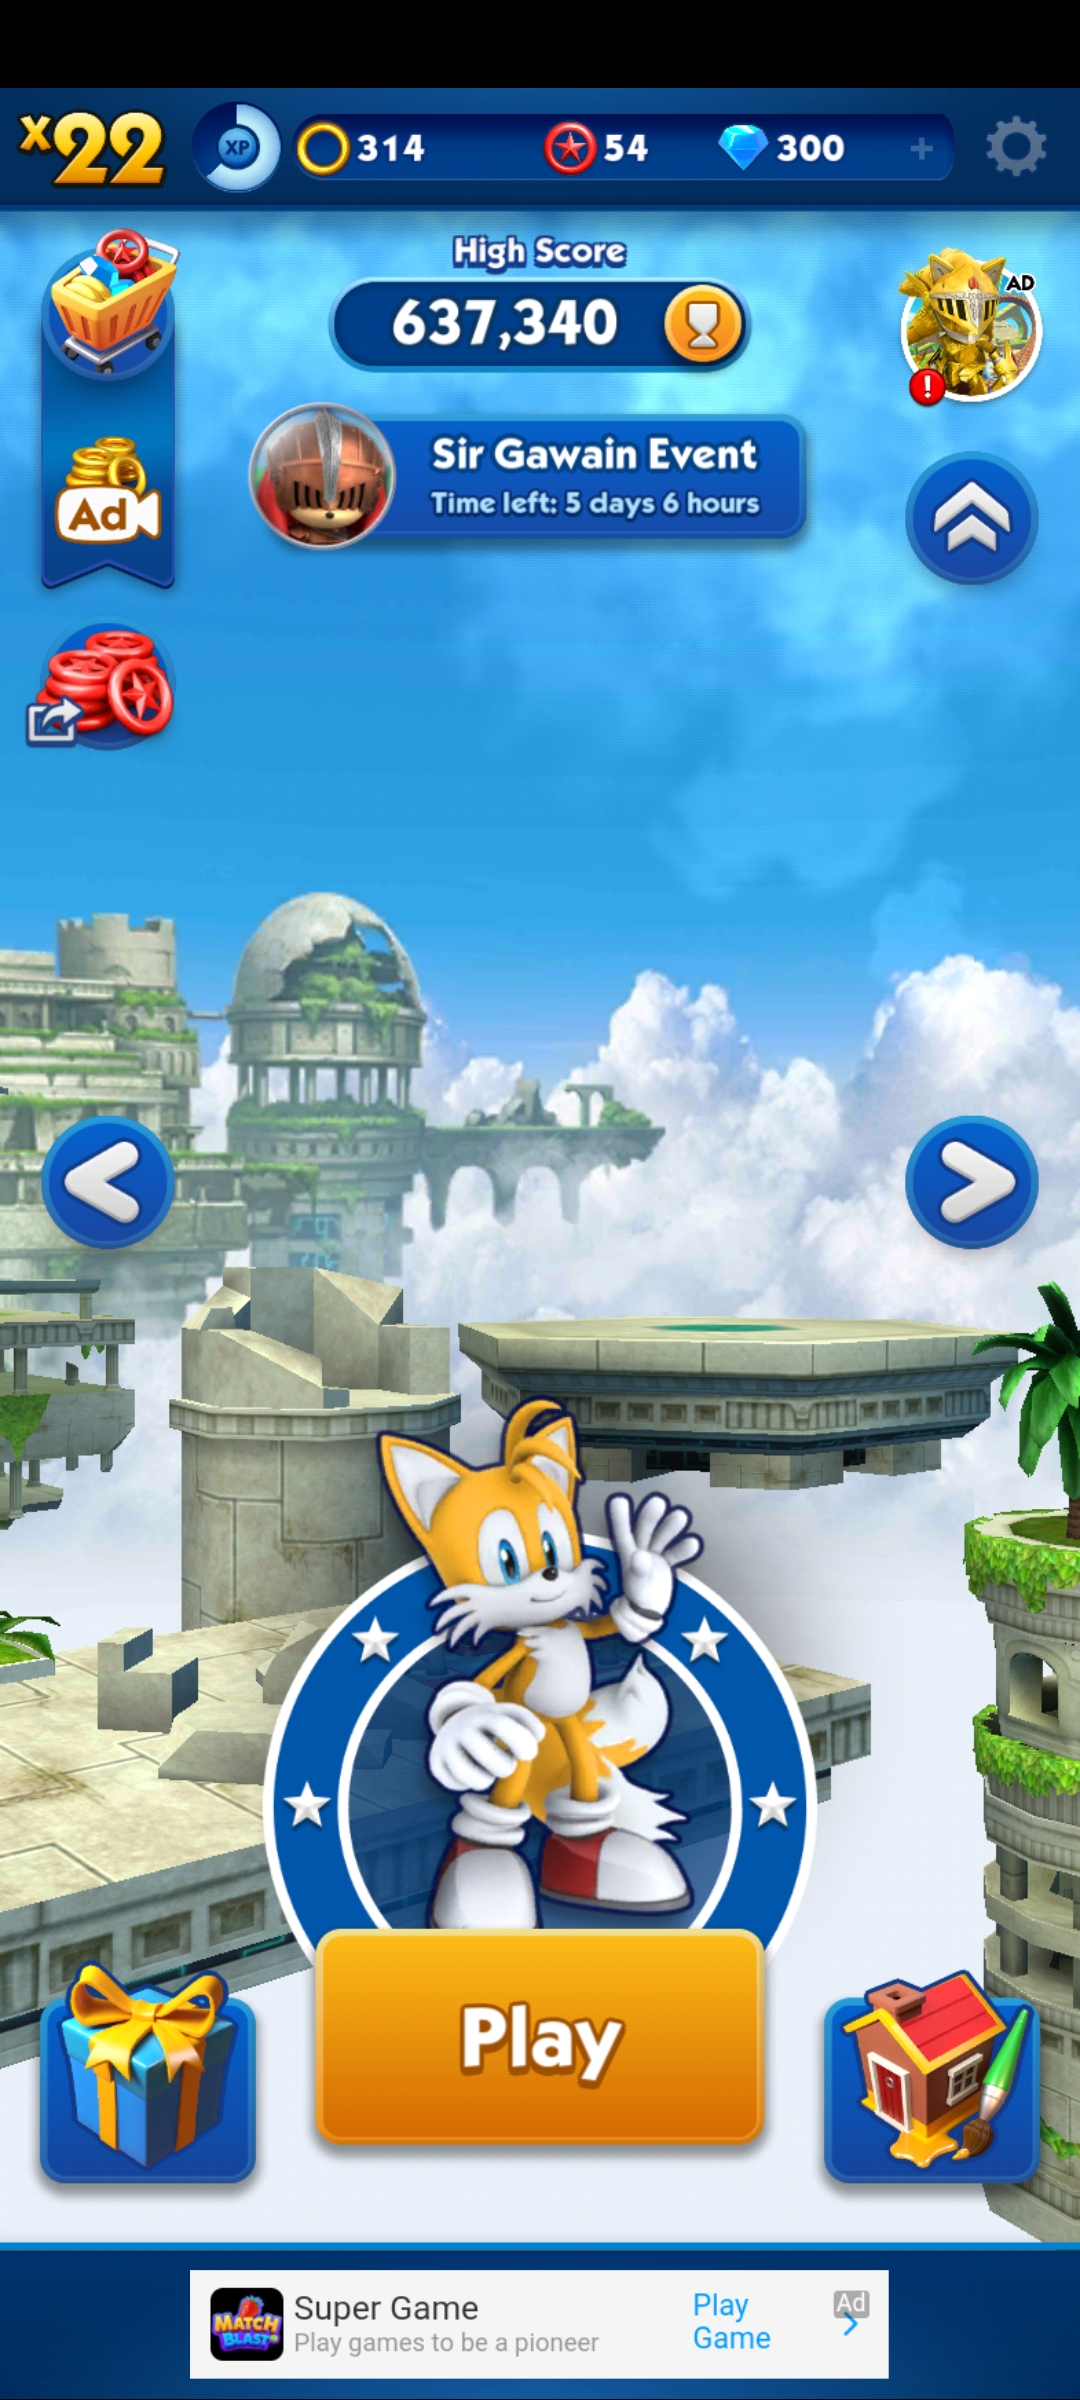 x22
XP
314
54
300
High Score
637,340
AD
!
Sir Gawain Event
Time left: 5 days 6 hours
Ad
Play
MATCH
BLAST
Super Game
Play games to be a pioneer
Play
Game
Ad